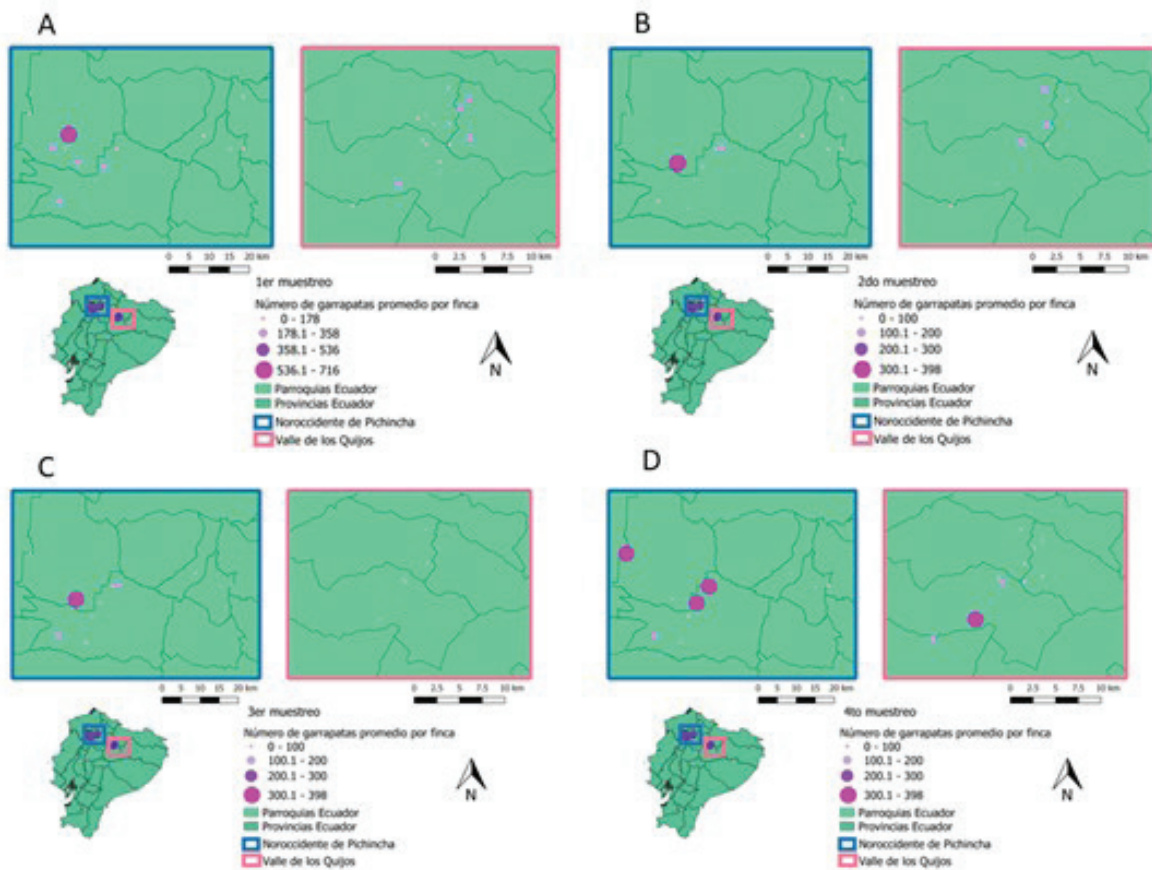 A
B
0 5 10 15 20 km
0 2.5 5 7.5 10 km
1er muestreo
Número de garrapatas promedio por finca
0 - 178
178.1 - 358
358.1 - 536
536.1 - 716
Parroquias Ecuador
Provincias Ecuador
Noroccidente de Pichincha
Valle de los Quijos
N
0 5 10 15 20 km
0 2.5 5 7.5 10 km
2do muestreo
Número de garrapatas promedio por finca
0 - 100
100.1 - 200
200.1 - 300
300.1 - 398
Parroquias Ecuador
Provincias Ecuador
Noroccidente de Pichincha
Valle de los Quijos
N
C
D
0 5 10 15 20 km
0 2.5 5 7.5 10 km
3er muestreo
Número de garrapatas promedio por finca
0 - 100
100.1 - 200
200.1 - 300
300.1 - 398
Parroquias Ecuador
Provincias Ecuador
Noroccidente de Pichincha
Valle de los Quijos
N
0 5 10 15 20 km
0 2.5 5 7.5 10 km
4to muestreo
Número de garrapatas promedio por finca
0 - 100
100.1 - 200
200.1 - 300
300.1 - 398
Parroquias Ecuador
Provincias Ecuador
Noroccidente de Pichincha
Valle de los Quijos
N